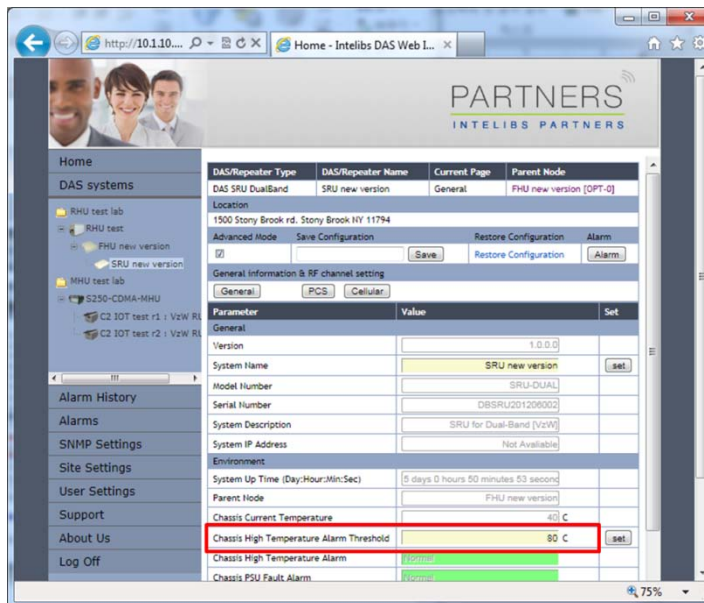 http://10.1.10....
Home - Intelibs DAS Web I...
PARTNERS
INTELIBS PARTNERS
Home
DAS systems
RHU test lab
RHU test
FHU new version
SRU new version
MHU test lab
S250-CDMA-MHU
C2 IOT test r1 : VzW RU
C2 IOT test r2 : VzW RU
Alarm History
Alarms
SNMP Settings
Site Settings
User Settings
Support
About Us
Log Off
DAS/Repeater Type DAS/Repeater Name Current Page Parent Node
DAS SRU DualBand SRU new version General FHU new version [OPT-0]
Location
1500 Stony Brook rd. Stony Brook NY 11794
Advanced Mode Save Configuration Restore Configuration Alarm
Save Restore Configuration Alarm
General information & RF channel setting
General PCS Cellular
Parameter Value Set
General
Version 1.0.0.0
System Name SRU new version set
Model Number SRU-DUAL
Serial Number DBSRU201206002
System Description SRU for Dual-Band [VzW]
System IP Address Not Available
Environment
System Up Time (Day:Hour:Min:Sec) 5 days 0 hours 50 minutes 53 second
Parent Node FHU new version
Chassis Current Temperature 40 C
Chassis High Temperature Alarm Threshold 80 C set
Chassis High Temperature Alarm Normal
Chassis PSU Fault Alarm Normal
75%